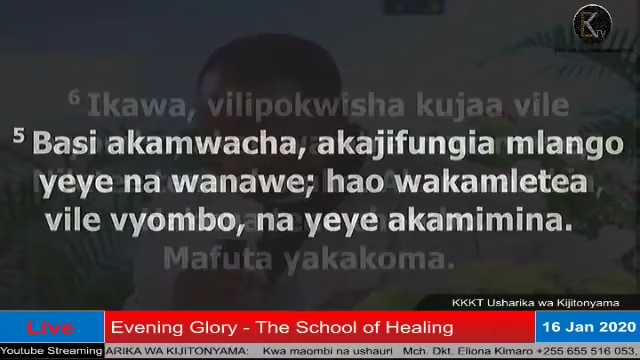 ⁶ Ikawa, vilipokwisha kujaa vile
⁵ Basi akamwacha, akajifungia mlango
yeye na wanawe; hao wakamletea
vile vyombo, na yeye akamimina.
Mafuta yakakoma.
KKKT Usharika wa Kijitonyama
Live
Evening Glory - The School of Healing
16 Jan 2020
Youtube Streaming
ARIKA WA KIJITONYAMA: Kwa maombi na ushauri Mch. Dkt. Eliona Kimaro +255 655 516 053,